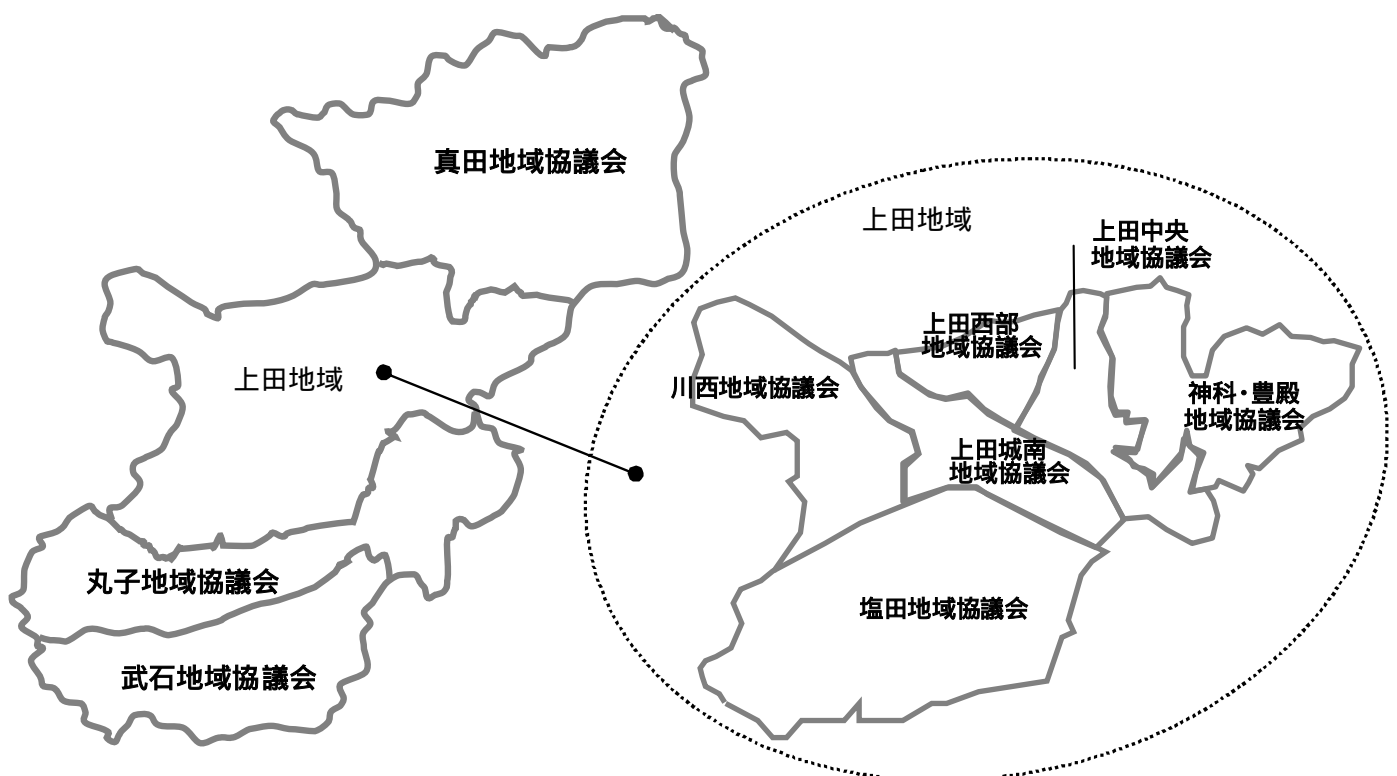 真田地域協議会
上田地域
丸子地域協議会
武石地域協議会
上田地域
上田中央
地域協議会
上田西部
地域協議会
川西地域協議会
神科・豊殿
地域協議会
上田城南
地域協議会
塩田地域協議会